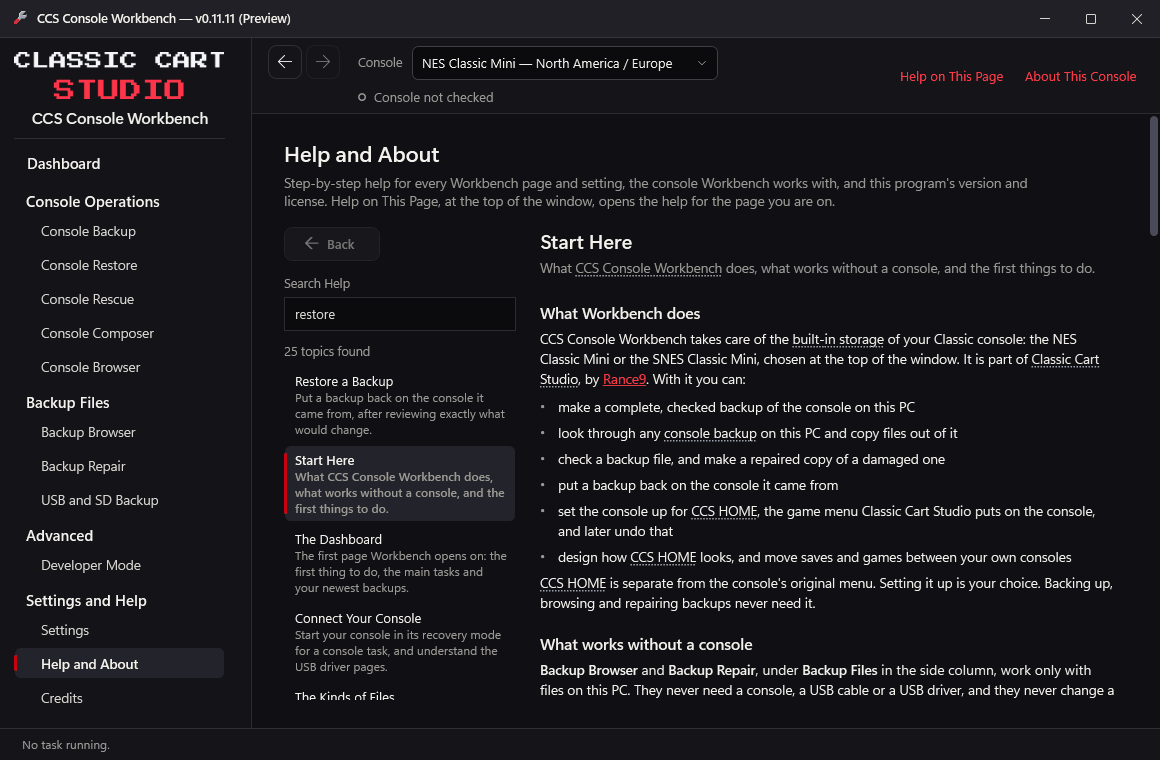 CCS Console Workbench — v0.11.11 (Preview)
CLASSIC CART
STUDIO
CCS Console Workbench
Dashboard
Console Operations
Console Backup
Console Restore
Console Rescue
Console Composer
Console Browser
Backup Files
Backup Browser
Backup Repair
USB and SD Backup
Advanced
Developer Mode
Settings and Help
Settings
Help and About
Credits
Console
NES Classic Mini — North America / Europe
Console not checked
Help on This Page
About This Console
Help and About
Step-by-step help for every Workbench page and setting, the console Workbench works with, and this program's version and
license. Help on This Page, at the top of the window, opens the help for the page you are on.
Back
Search Help
restore
25 topics found
Restore a Backup
Put a backup back on the console it
came from, after reviewing exactly what
would change.
Start Here
What CCS Console Workbench does,
what works without a console, and the
first things to do.
The Dashboard
The first page Workbench opens on: the
first thing to do, the main tasks and
your newest backups.
Connect Your Console
Start your console in its recovery mode
for a console task, and understand the
USB driver pages.
The Kinds of Files
Start Here
What CCS Console Workbench does, what works without a console, and the first things to do.
What Workbench does
CCS Console Workbench takes care of the built-in storage of your Classic console: the NES
Classic Mini or the SNES Classic Mini, chosen at the top of the window. It is part of Classic Cart
Studio, by Rance9. With it you can:
• make a complete, checked backup of the console on this PC
• look through any console backup on this PC and copy files out of it
• check a backup file, and make a repaired copy of a damaged one
• put a backup back on the console it came from
• set the console up for CCS HOME, the game menu Classic Cart Studio puts on the console,
and later undo that
• design how CCS HOME looks, and move saves and games between your own consoles
CCS HOME is separate from the console's original menu. Setting it up is your choice. Backing up,
browsing and repairing backups never need it.
What works without a console
Backup Browser and Backup Repair, under Backup Files in the side column, work only with
files on this PC. They never need a console, a USB cable or a USB driver, and they never change a
No task running.